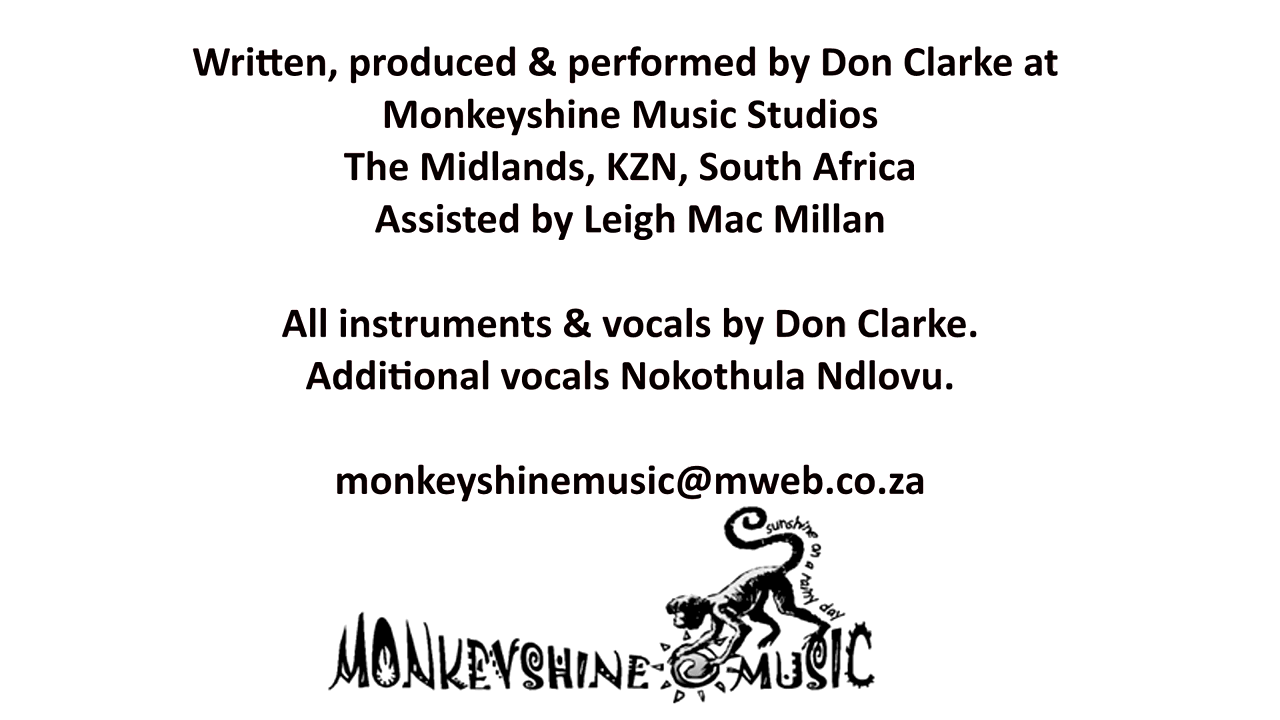 Written, produced & performed by Don Clarke at
Monkeyshine Music Studios
The Midlands, KZN, South Africa
Assisted by Leigh Mac Millan
All instruments & vocals by Don Clarke.
Additional vocals Nokothula Ndlovu.
monkeyshinemusic@mweb.co.za
sunshine on a rainy day
MONKEYSHINE MUSIC